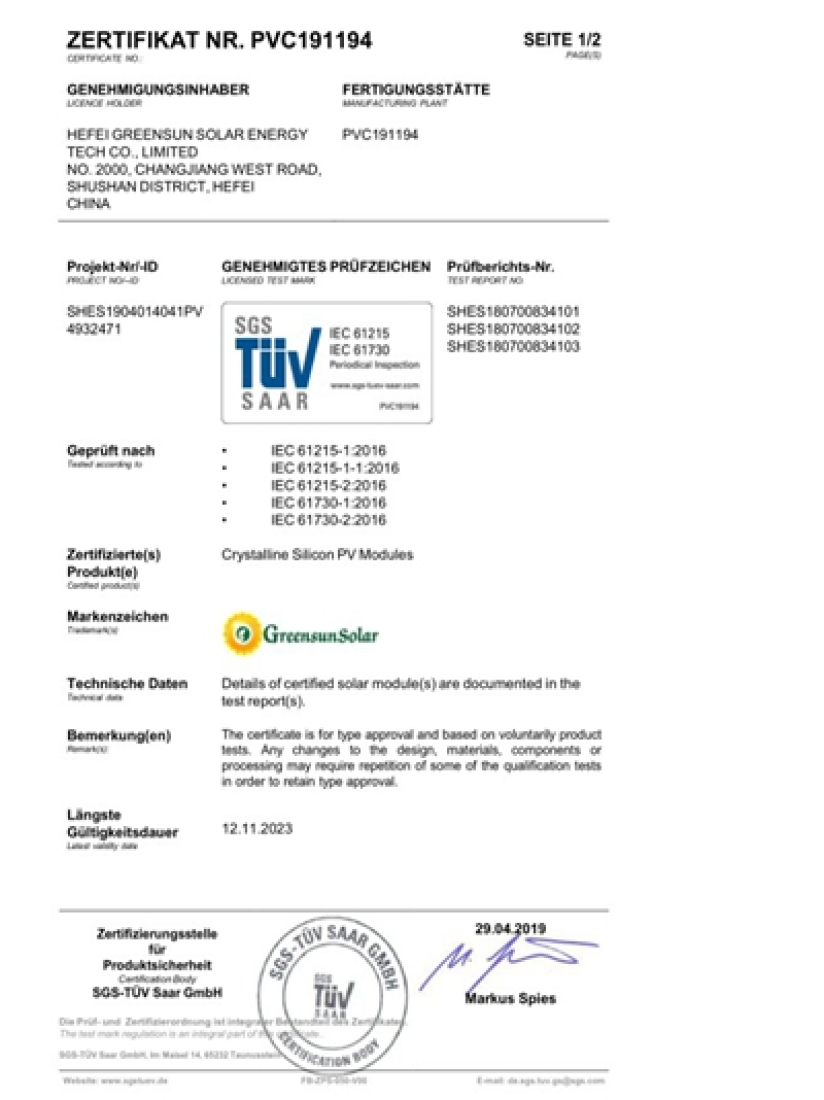 ZERTIFIKAT NR. PVC191194
SEITE 1/2
CERTIFICATE NO.:
PAGE(S)
GENEHMIGUNGSINHABER
FERTIGUNGSSTÄTTE
LICENCE HOLDER
MANUFACTURING PLANT
HEFEI GREENSUN SOLAR ENERGY
TECH CO., LIMITED
NO. 2000, CHANGJIANG WEST ROAD,
SHUSHAN DISTRICT, HEFEI
CHINA
PVC191194
Projekt-Nr/-ID
PROJECT NO/–ID
SHES1904014041PV
4932471
GENEHMIGTES PRÜFZEICHEN
LICENSED TEST MARK
SGS
TÜV
SAAR
IEC 61215
IEC 61730
Periodical Inspection
www.sgs-tuev-saar.com
PVC191194
Prüfberichts-Nr.
TEST REPORT NO.
SHES180700834101
SHES180700834102
SHES180700834103
Geprüft nach
Tested according to
• IEC 61215-1:2016
• IEC 61215-1-1:2016
• IEC 61215-2:2016
• IEC 61730-1:2016
• IEC 61730-2:2016
Zertifizierte(s)
Produkt(e)
Certified product(s)
Crystalline Silicon PV Modules
Markenzeichen
Trademark(s)
GreensunSolar
Technische Daten
Technical data
Details of certified solar module(s) are documented in the
test report(s).
Bemerkung(en)
Remark(s):
The certificate is for type approval and based on voluntarily product
tests. Any changes to the design, materials, components or
processing may require repetition of some of the qualification tests
in order to retain type approval.
Längste
Gültigkeitsdauer
Latest validity date
12.11.2023
Zertifizierungsstelle
für
Produktsicherheit
Certification Body
SGS-TÜV Saar GmbH
SGS-TÜV SAAR GMBH
SGS
TÜV
SAAR
CERTIFICATION BODY
29.04.2019
Markus Spies
Die Prüf- und Zertifizierordnung ist integraler Bestandteil des Zertifikates.
The test mark regulation is an integral part of this certificate.
SGS-TÜV Saar GmbH, Im Maisel 14, 65232 Taunusstein
Website: www.sgstuev.de
FB-ZPS-050-V00
E-mail: de.sgs.tuv.ps@sgs.com